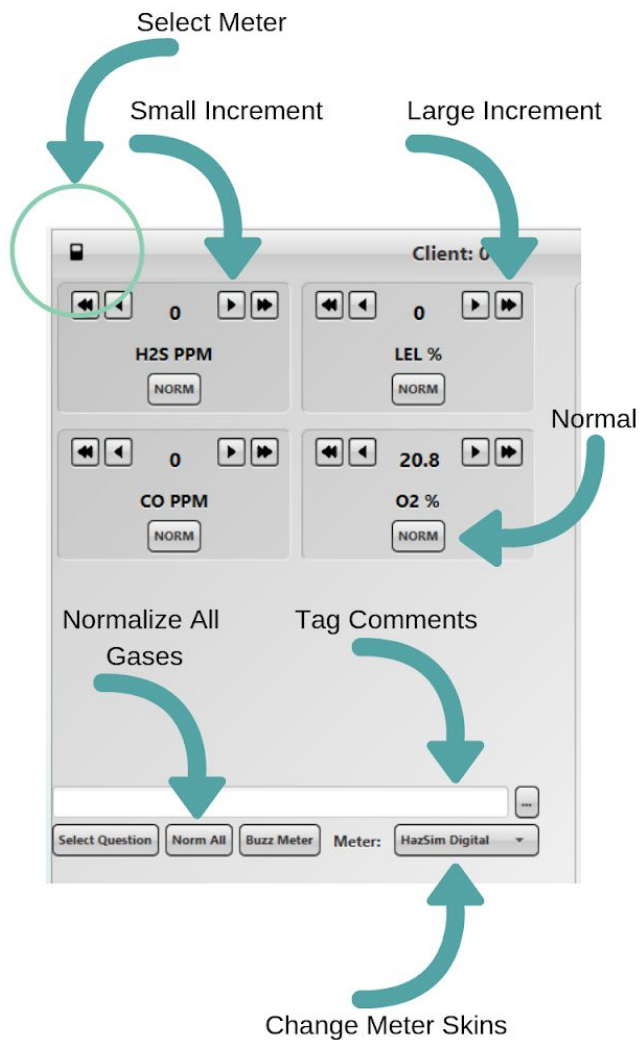 Select Meter
Small Increment
Large Increment
Client: 0
0
0
H2S PPM
LEL %
NORM
NORM
Normal
0
20.8
CO PPM
O2 %
NORM
NORM
Normalize All
Gases
Tag Comments
...
Select Question Norm All Buzz Meter Meter: HazSim Digital
Change Meter Skins